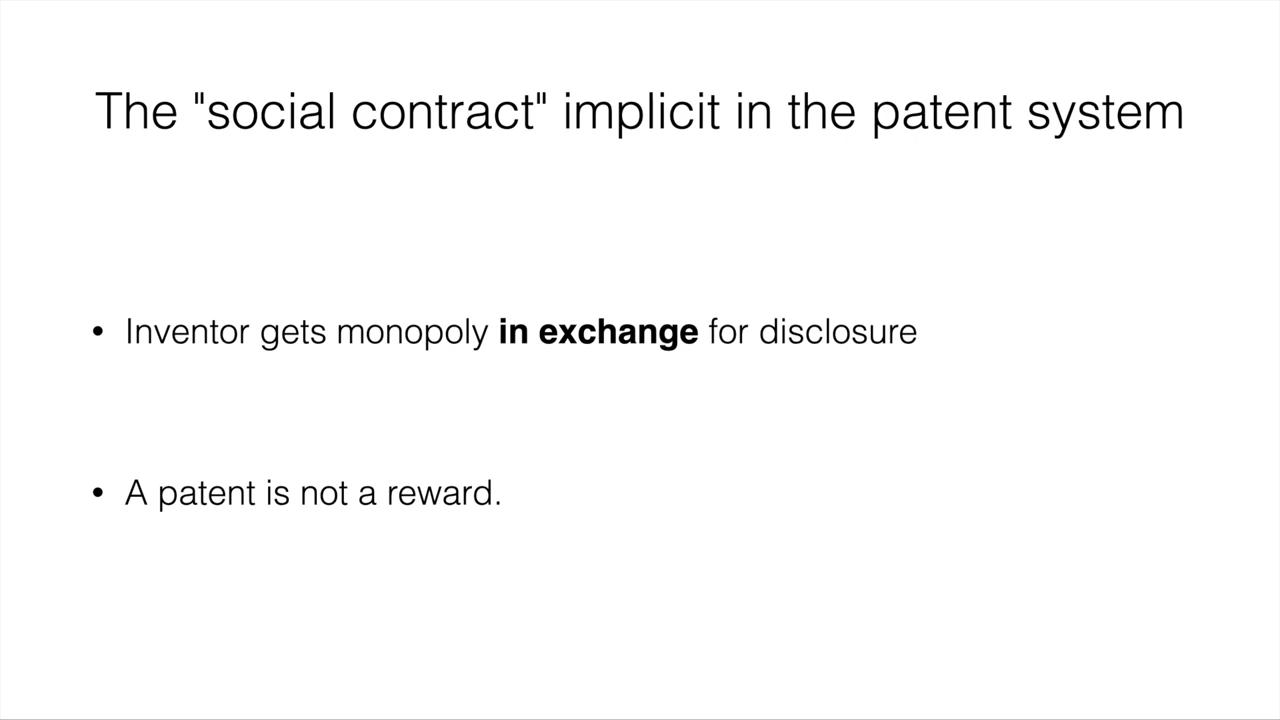 The "social contract" implicit in the patent system
• Inventor gets monopoly in exchange for disclosure
• A patent is not a reward.